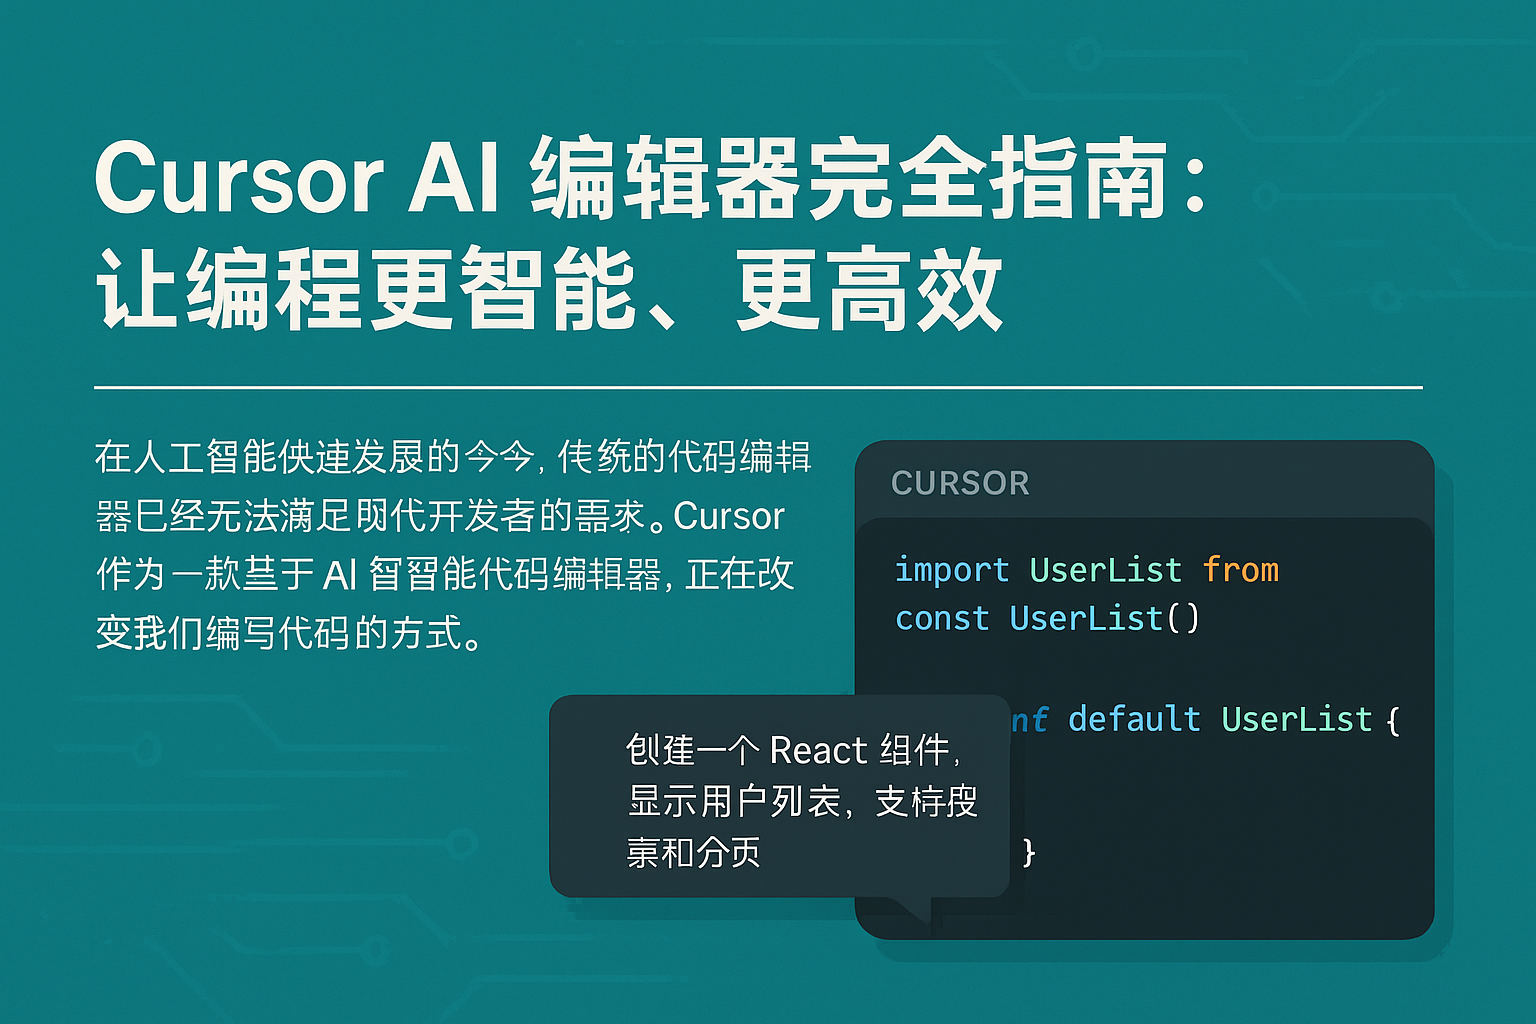 Cursor AI 编辑器完全指南：
让编程更智能、更高效
在人工智能快速发展的今今, 传统的代码编辑
器已经无法满足现代开发者的需求。Cursor
作为一款基于 AI 智智能代码编辑器, 正在改
变我们编写代码的方式。
CURSOR
import UserList from
const UserList()
nf default UserList {
}
创建一个 React 组件,
显示用户列表, 支持搜
索和分页